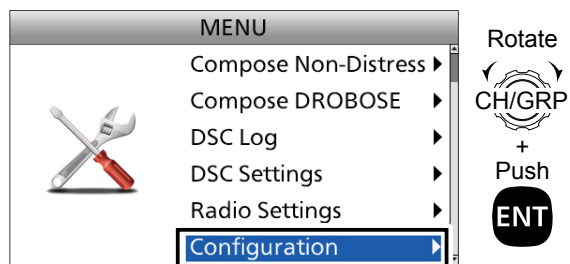 MENU
Compose Non-Distress
Compose DROBOSE
DSC Log
DSC Settings
Radio Settings
Configuration
Rotate
CH/GRP
+
Push
ENT